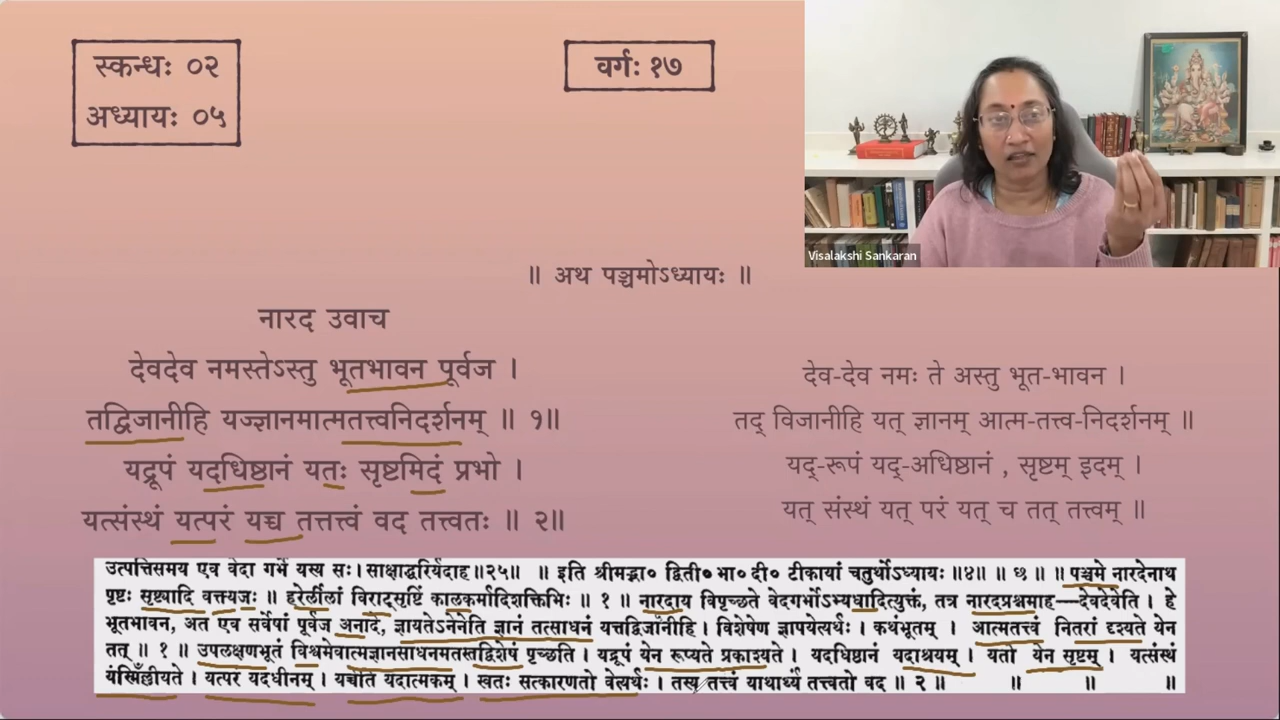 स्कन्धः ०२
अध्यायः ०५
वर्गः १७
Visalakshi Sankaran
॥ अथ पञ्चमोऽध्यायः ॥
नारद उवाच
देवदेव नमस्तेऽस्तु भूतभावन पूर्वज ।
तद्विजानीहि यज्ज्ञानमात्मतत्त्वनिदर्शनम् ॥ १॥
यद्रूपं यदधिष्ठानं यतः सृष्टमिदं प्रभो ।
यत्संस्थं यत्परं यच्च तत्तत्त्वं वद तत्त्वतः ॥ २॥
देव-देव नमः ते अस्तु भूत-भावन ।
तद् विजानीहि यत् ज्ञानम् आत्म-तत्त्व-निदर्शनम् ॥
यद्-रूपं यद्-अधिष्ठानं , सृष्टम् इदम् ।
यत् संस्थं यत् परं यत् च तत् तत्त्वम् ॥
उत्पत्तिसमय एव वेदा गर्भे यस्य सः। साक्षाद्धरिर्यदाह॥२५॥ ॥ इति श्रीमद्भा० द्विती० भा० दी० टीकायां चतुर्थोऽध्यायः॥४॥ ॥ छ॥ ॥ पञ्चमे नारदेनाथ
पृष्टः सृष्ट्यादि वक्त्यजः॥ हरेर्लीलां विराट्सृष्टिं कालकर्मादिशक्तिभिः॥ १ ॥ नारदाय विपृच्छते वेदगर्भोऽभ्यधादित्युक्तं, तत्र नारदप्रश्नमाह—देवदेवेति। हे
भूतभावन, अत एव सर्वेषां पूर्वज अनादे, ज्ञायतेऽनेनेति ज्ञानं तत्साधनं यत्तद्विजानीहि। विशेषेण ज्ञापयेत्यर्थः। कथंभूतम् । आत्मतत्त्वं नितरां दृश्यते येन
तत् ॥ १ ॥ उपलक्षणभूतं विश्वमेवात्मज्ञानसाधनमतस्तद्विशेषं पृच्छति। यद्रूपं येन रूप्यते प्रकाश्यते। यदधिष्ठानं यदाश्रयम्। यतो येन सृष्टम्। यत्संस्थं
यस्मिँल्लीयते। यत्परं यदधीनम्। यच्चेति यदात्मकम्। स्वतः सत्कारणतो वेत्यर्थः। तस्य तत्त्वं याथार्थ्यं तत्त्वतो वद ॥ २ ॥ ॥ ॥ ॥